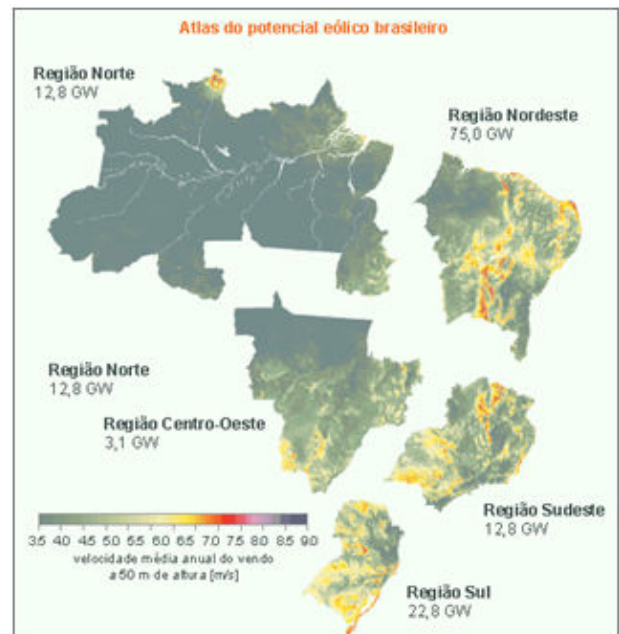 Atlas do potencial eólico brasileiro
Região Norte
12,8 GW
Região Nordeste
75,0 GW
Região Norte
12,8 GW
Região Centro-Oeste
3,1 GW
Região Sudeste
12,8 GW
3.5 4.0 4.5 5.0 5.5 6.0 6.5 7.0 7.5 8.0 8.5 9.0
velocidade média anual do vendo
a 50 m de altura [m/s]
Região Sul
22,8 GW